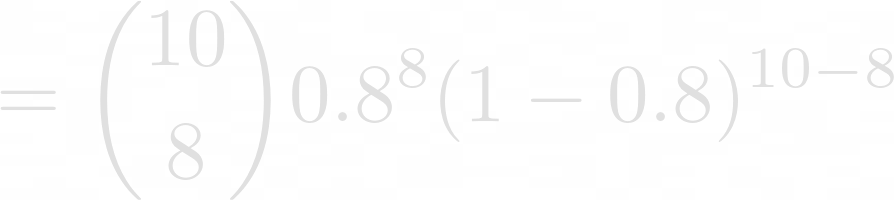 = \binom{10}{8} 0.8^8 (1 - 0.8)^{10-8}